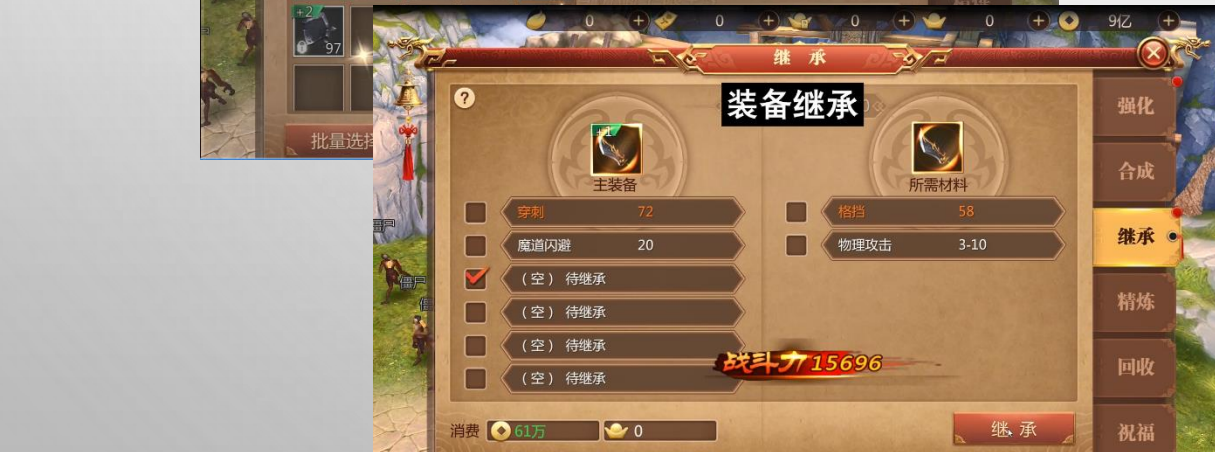 +2
97
批量选择
0
0
0
0
9亿
继承
装备继承
?
+1
主装备
所需材料
穿刺 72
格挡 58
魔道闪避 20
物理攻击 3-10
（空）待继承
（空）待继承
（空）待继承
（空）待继承
战斗力15696
消费 61万 0
继承
强化
合成
继承
精炼
回收
祝福
僵尸